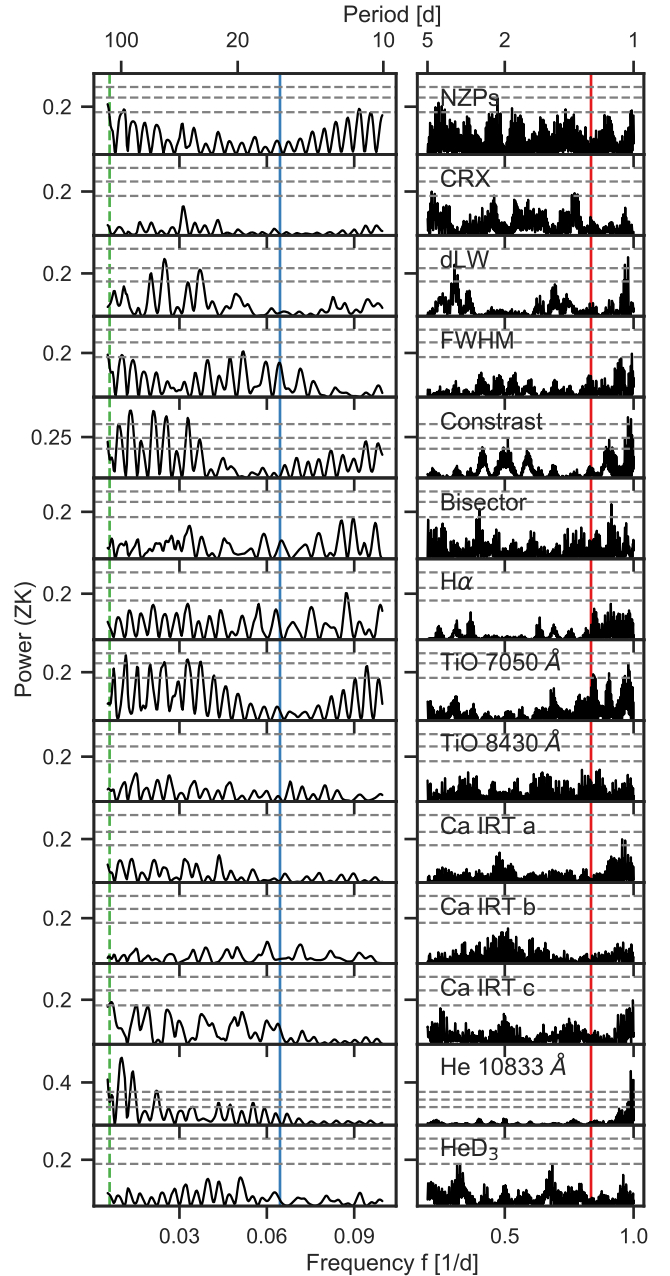 Period [d]
100 20 10 5 2 1
0.2 NZPs
0.2 CRX
0.2 dLW
0.2 FWHM
0.25 Constrast
0.2 Bisector
0.2 Hα
0.2 TiO 7050 Å
0.2 TiO 8430 Å
0.2 Ca IRT a
0.2 Ca IRT b
0.2 Ca IRT c
0.4 He 10833 Å
0.2 HeD₃
Power (ZK)
0.03 0.06 0.09 0.5 1.0
Frequency f [1/d]